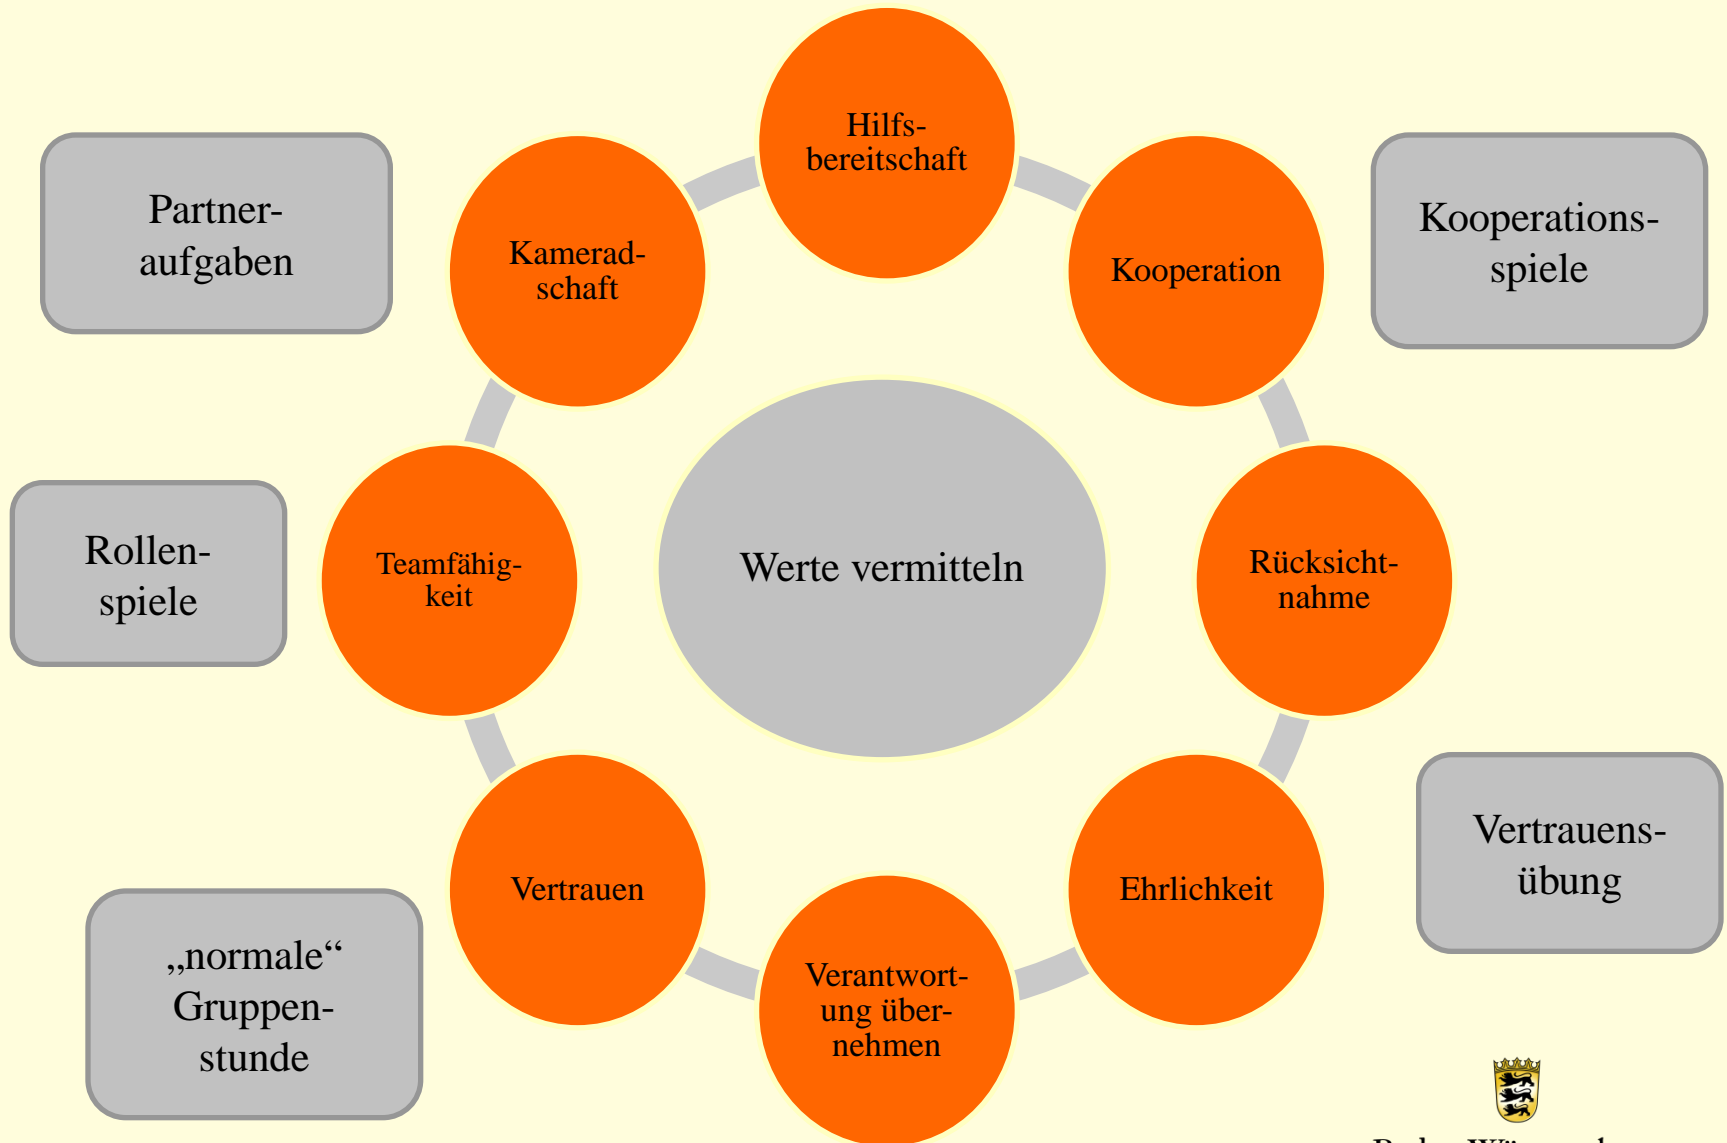 Hilfs-
bereitschaft
Partner-
aufgaben
Kamerad-
schaft
Kooperation
Kooperations-
spiele
Rollen-
spiele
Teamfähig-
keit
Werte vermitteln
Rücksicht-
nahme
Vertrauen
Ehrlichkeit
Vertrauens-
übung
„normale“
Gruppen-
stunde
Verantwort-
ung über-
nehmen